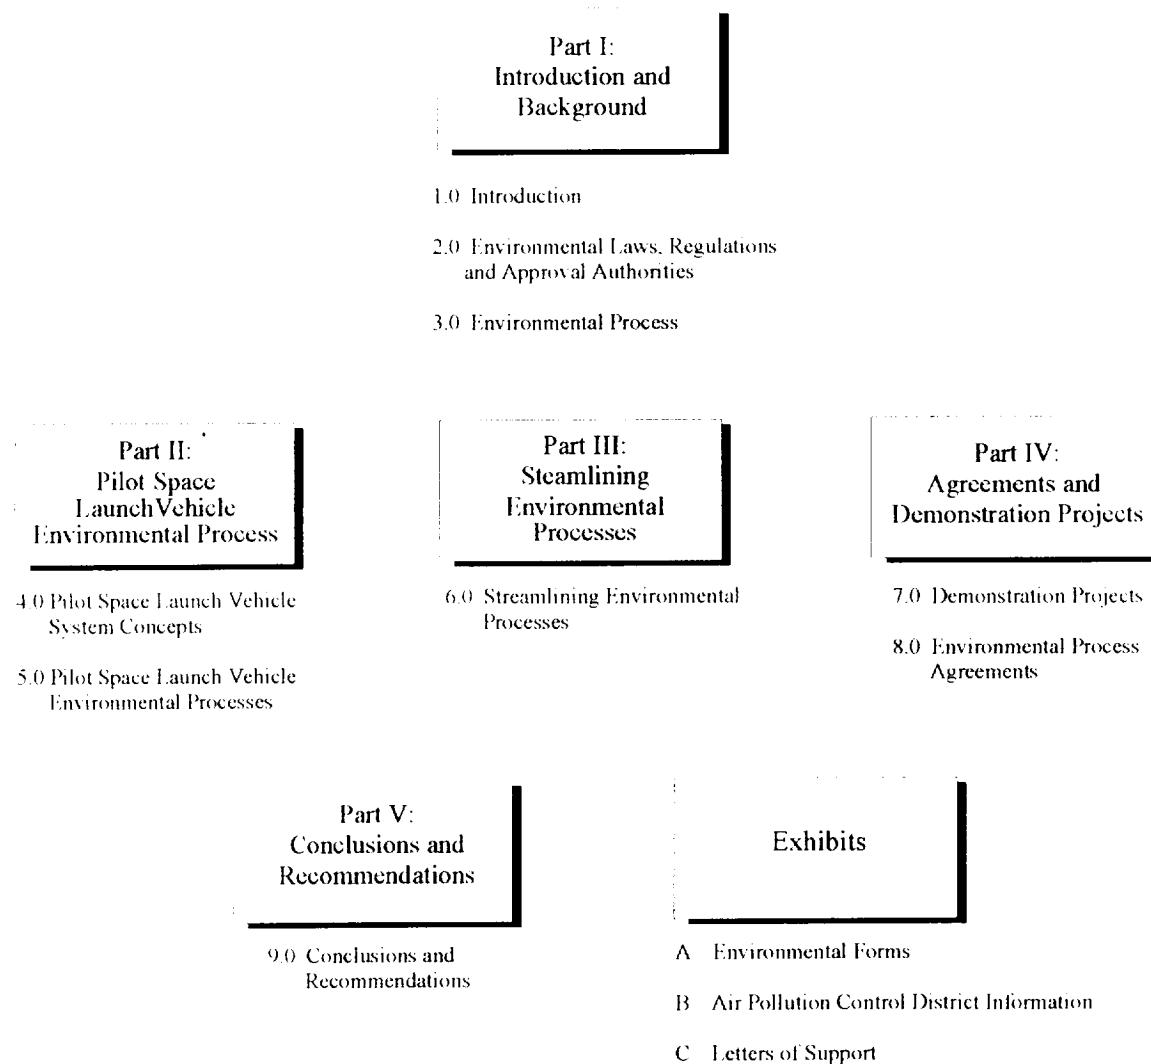 Part I:
Introduction and
Background
1.0 Introduction
2.0 Environmental Laws, Regulations
and Approval Authorities
3.0 Environmental Process
Part II:
Pilot Space
LaunchVehicle
Environmental Process
4.0 Pilot Space Launch Vehicle
System Concepts
5.0 Pilot Space Launch Vehicle
Environmental Processes
Part III:
Steamlining
Environmental
Processes
6.0 Streamlining Environmental
Processes
Part IV:
Agreements and
Demonstration Projects
7.0 Demonstration Projects
8.0 Environmental Process
Agreements
Part V:
Conclusions and
Recommendations
9.0 Conclusions and
Recommendations
Exhibits
A Environmental Forms
B Air Pollution Control District Information
C Letters of Support